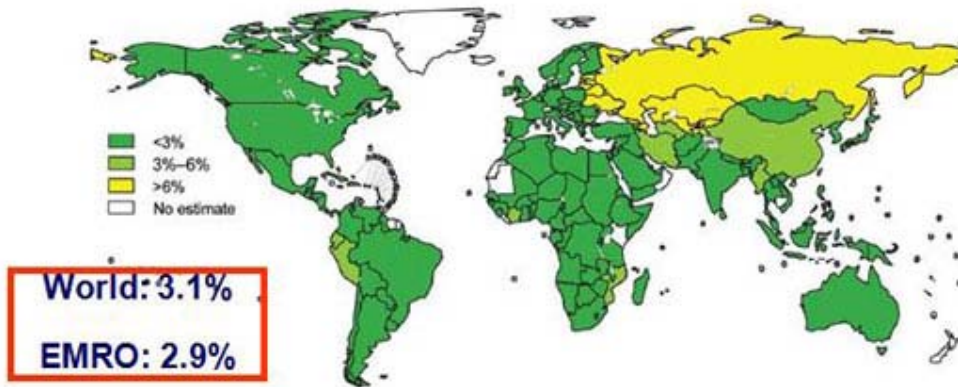 <3%
3%–6%
>6%
No estimate
World: 3.1%
EMRO: 2.9%